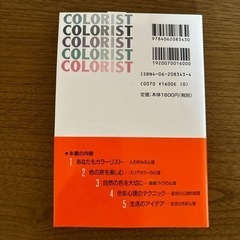 COLORIST
COLORIST
COLORIST
COLORIST
COLORIST
9784062083430
1920070016000
ISBN4-06-208343-4
C0070 ¥1600E (0)
定価:本体1600円(税別)
本書の内容
1 あなたもカラーリスト
2 色の旅を楽しむ
3 自然の色を大切に
4 色彩心理のテクニック
5 生活のアイデア